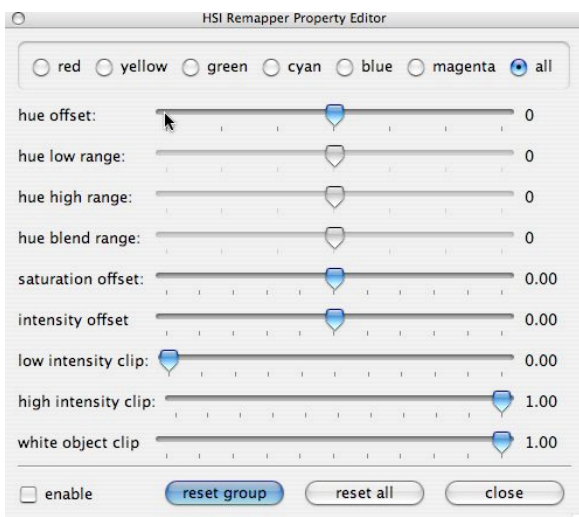 HSI Remapper Property Editor
red yellow green cyan blue magenta all
hue offset: 0
hue low range: 0
hue high range: 0
hue blend range: 0
saturation offset: 0.00
intensity offset 0.00
low intensity clip: 0.00
high intensity clip: 1.00
white object clip 1.00
enable reset group reset all close